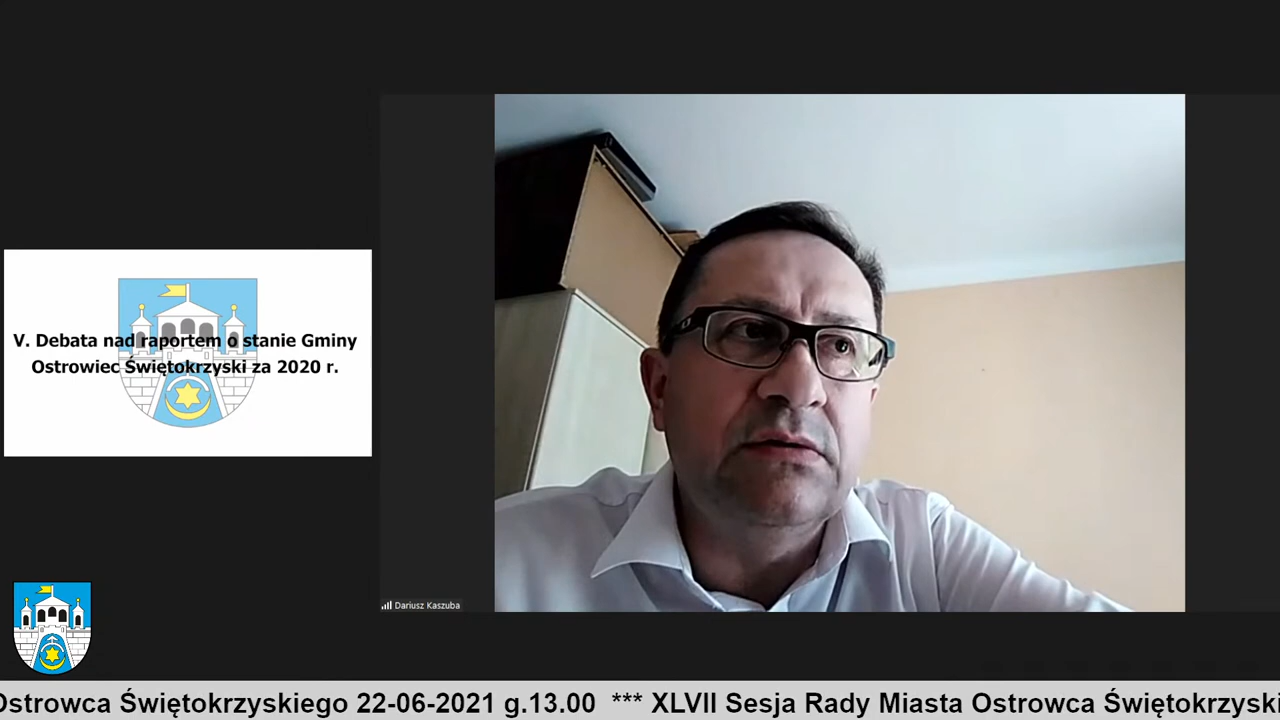 V. Debata nad raportem o stanie Gminy
Ostrowiec Świętokrzyski za 2020 r.
Dariusz Kaszuba
Ostrowca Świętokrzyskiego 22-06-2021 g.13.00 *** XLVII Sesja Rady Miasta Ostrowca Świętokrzyski